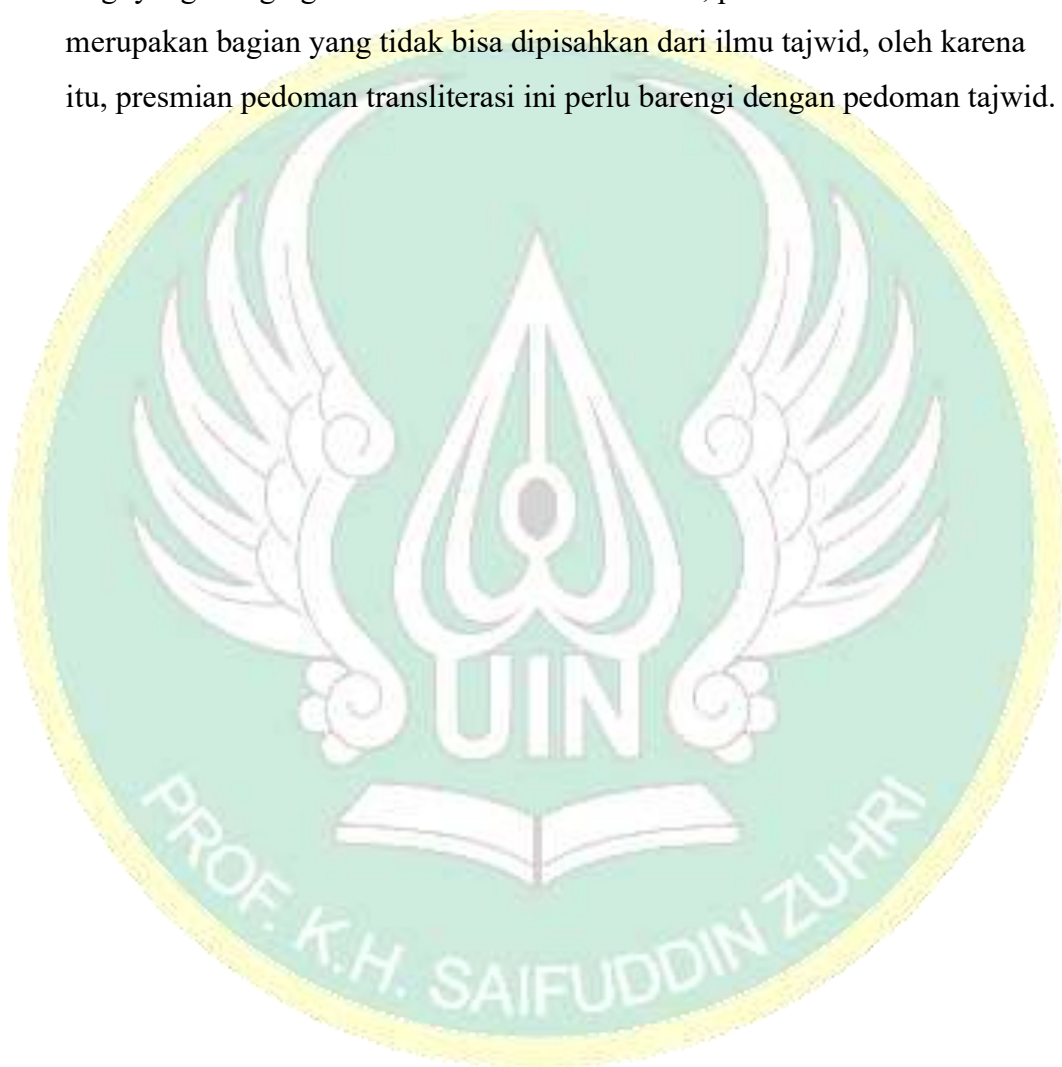 merupakan bagian yang tidak bisa dipisahkan dari ilmu tajwid, oleh karena
itu, presmian pedoman transliterasi ini perlu barengi dengan pedoman tajwid.
UIN
PROF. K.H. SAIFUDDIN ZUHRI